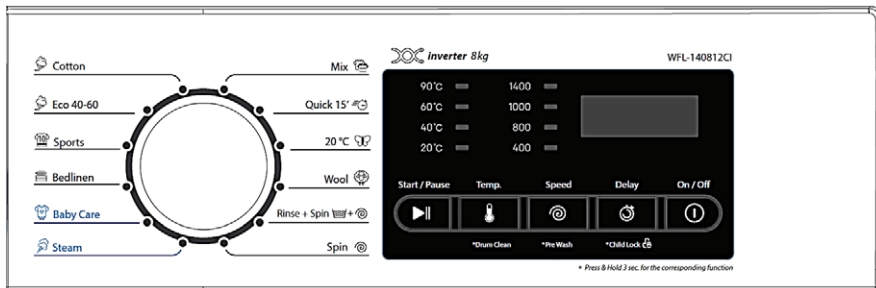 inverter 8kg
WFL-140812CI
Cotton
Eco 40-60
Sports
Bedlinen
Baby Care
Steam
Mix
Quick 15'
20 °C
Wool
Rinse + Spin +
Spin
90°C 1400
60°C 1000
40°C 800
20°C 400
Start / Pause Temp. Speed Delay On / Off
*Drum Clean *Pre Wash *Child Lock
* Press & Hold 3 sec. for the corresponding function